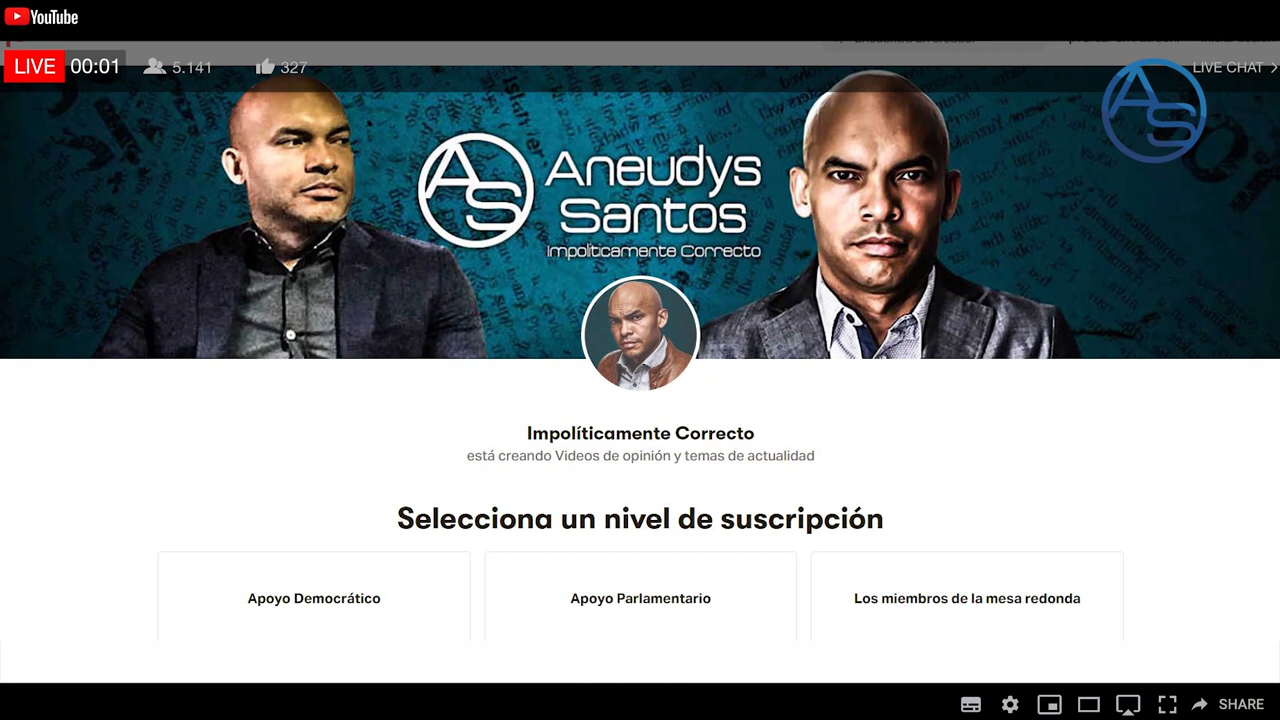 YouTube
LIVE 00:01 5.141 327 LIVE CHAT
AS
AS Aneudys
Santos
Impolíticamente Correcto
Impolíticamente Correcto
está creando Videos de opinión y temas de actualidad
Selecciona un nivel de suscripción
Apoyo Democrático Apoyo Parlamentario Los miembros de la mesa redonda
SHARE